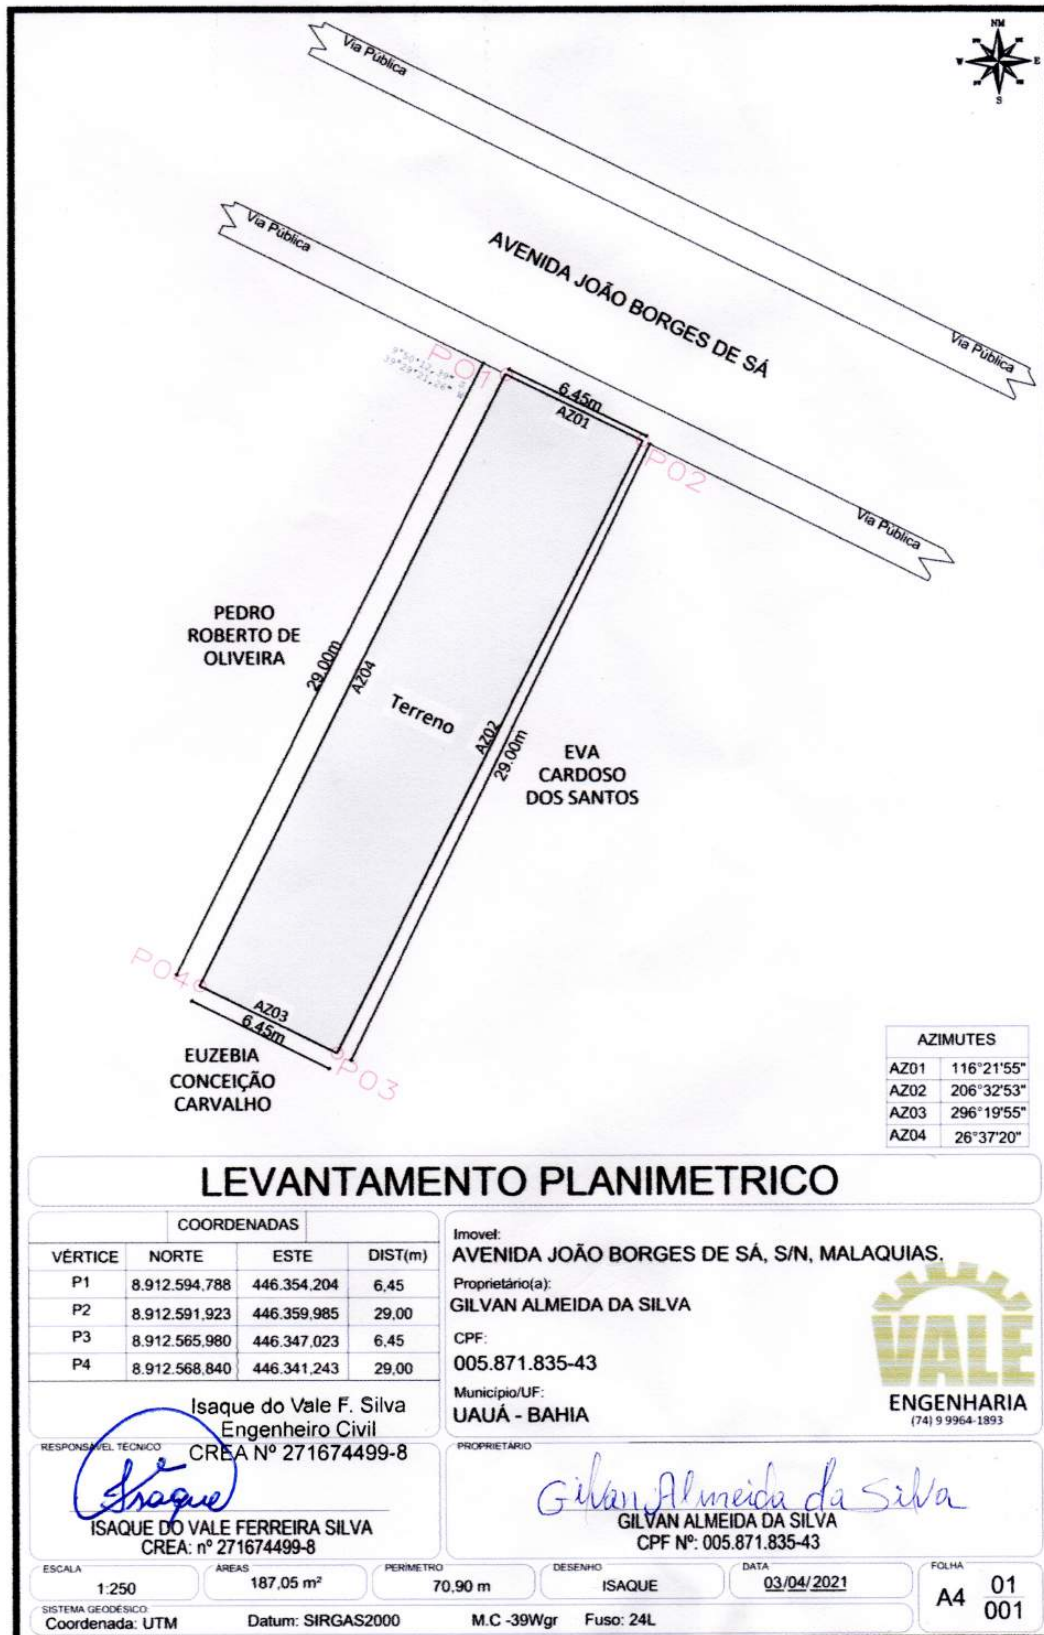 NM
W E
S
Via Pública
Via Pública
AVENIDA JOÃO BORGES DE SÁ
Via Pública
Via Pública
P01
9°50'12,39" S
39°29'21,26" W
6.45m
AZ01
P02
PEDRO
ROBERTO DE
OLIVEIRA
29.00m
AZ04
Terreno
AZ02
29.00m
EVA
CARDOSO
DOS SANTOS
P04
AZ03
6.45m
P03
EUZEBIA
CONCEIÇÃO
CARVALHO
AZIMUTES
AZ01 116°21'55"
AZ02 206°32'53"
AZ03 296°19'55"
AZ04 26°37'20"
LEVANTAMENTO PLANIMETRICO
COORDENADAS
VÉRTICE NORTE ESTE DIST(m)
P1 8.912.594,788 446.354,204 6,45
P2 8.912.591,923 446.359,985 29,00
P3 8.912.565,980 446.347,023 6,45
P4 8.912.568,840 446.341,243 29,00
Imovel:
AVENIDA JOÃO BORGES DE SÁ, S/N, MALAQUIAS.
Proprietário(a):
GILVAN ALMEIDA DA SILVA
CPF:
005.871.835-43
Município/UF:
UAUÁ - BAHIA
VALE
ENGENHARIA
(74) 9 9964-1893
Isaque do Vale F. Silva
Engenheiro Civil
CREA Nº 271674499-8
RESPONSÁVEL TÉCNICO
Isaque
ISAQUE DO VALE FERREIRA SILVA
CREA: nº 271674499-8
PROPRIETÁRIO
Gilvan Almeida da Silva
GILVAN ALMEIDA DA SILVA
CPF Nº: 005.871.835-43
ESCALA
1:250
ÁREAS
187,05 m²
PERÍMETRO
70,90 m
DESENHO
ISAQUE
DATA
03/04/2021
FOLHA
A4 01
001
SISTEMA GEODÉSICO:
Coordenada: UTM Datum: SIRGAS2000 M.C -39Wgr Fuso: 24L